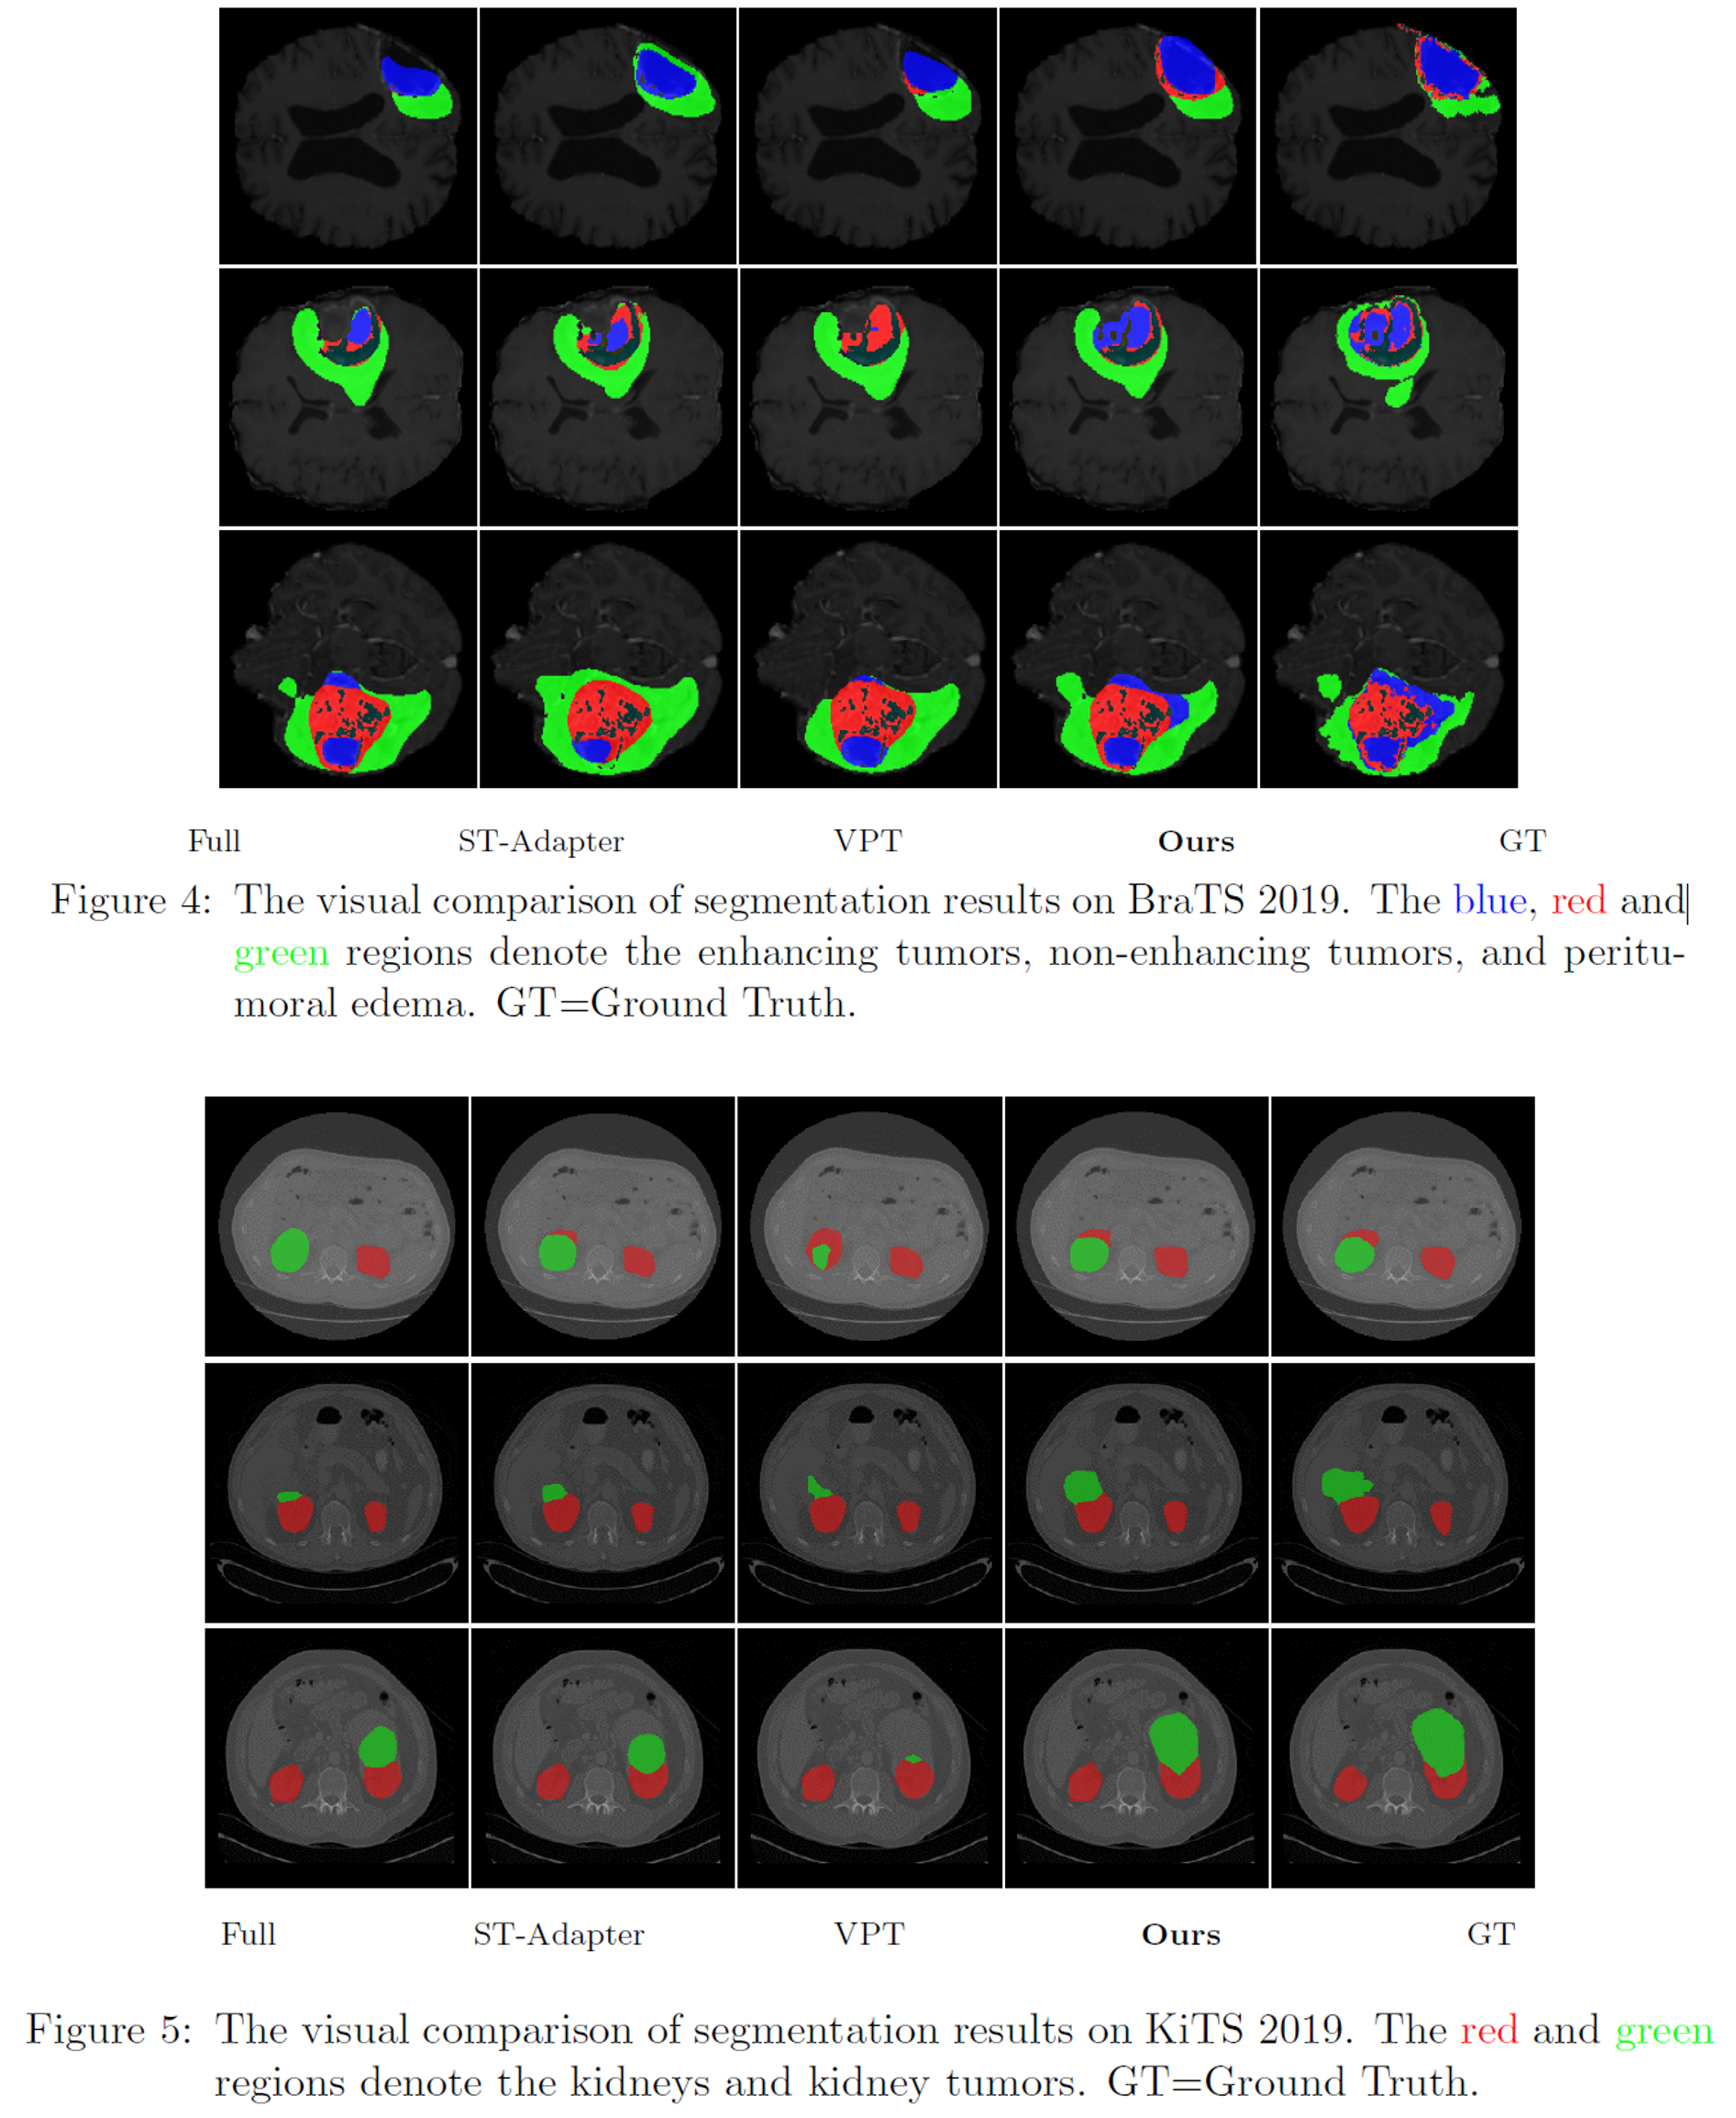 Full ST-Adapter VPT Ours GT
Figure 4: The visual comparison of segmentation results on BraTS 2019. The blue, red and
green regions denote the enhancing tumors, non-enhancing tumors, and peritu-
moral edema. GT=Ground Truth.
Full ST-Adapter VPT Ours GT
Figure 5: The visual comparison of segmentation results on KiTS 2019. The red and green
regions denote the kidneys and kidney tumors. GT=Ground Truth.